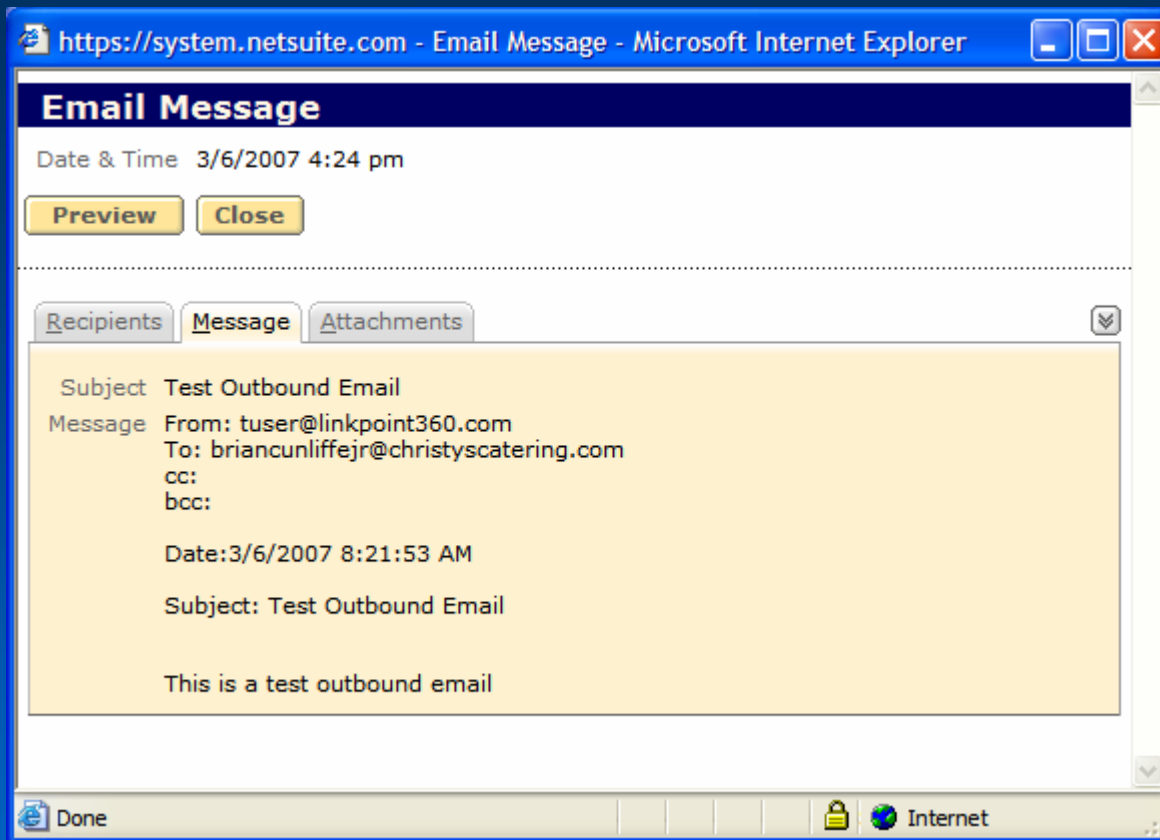 https://system.netsuite.com - Email Message - Microsoft Internet Explorer
Email Message
Date & Time 3/6/2007 4:24 pm
Preview Close
Recipients Message Attachments
Subject Test Outbound Email
Message From: tuser@linkpoint360.com
To: briancunliffejr@christyscatering.com
cc:
bcc:
Date:3/6/2007 8:21:53 AM
Subject: Test Outbound Email
This is a test outbound email
Done Internet